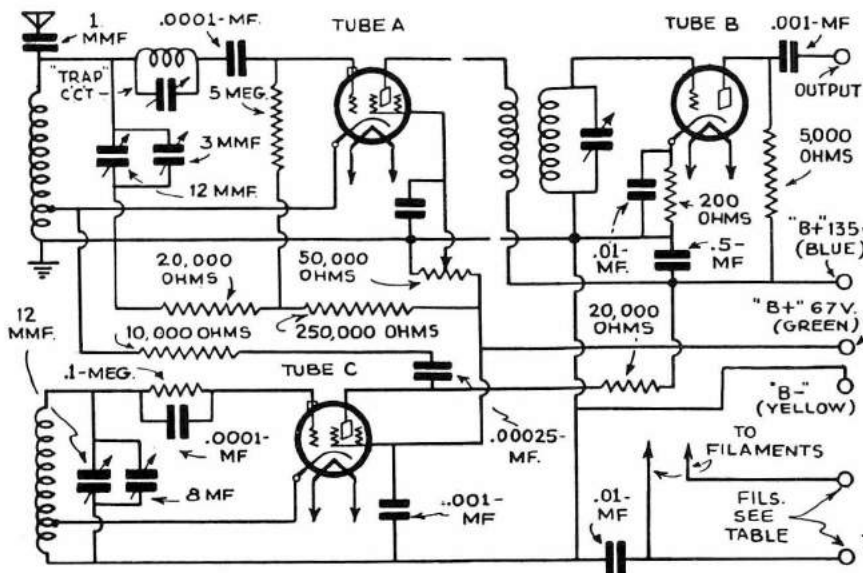 1
MMF
.0001-MF.
TUBE A
TUBE B
.001-MF
"TRAP"
CCT-
5 MEG.
OUTPUT
3 MMF
12 MMF.
5,000
OHMS
200
OHMS
.01-
MF.
.5-
MF
"B+" 135-
(BLUE)
20,000
OHMS
50,000
OHMS
"B+" 67V.
(GREEN)
12
MMF.
10,000 OHMS
250,000 OHMS
20,000
OHMS
TUBE C
.1-MEG.
"B-"
(YELLOW)
.0001-
MF
.00025-
MF.
TO
FILAMENTS
8 MF
.001-
MF
.01-
MF
FILS.
SEE
TABLE